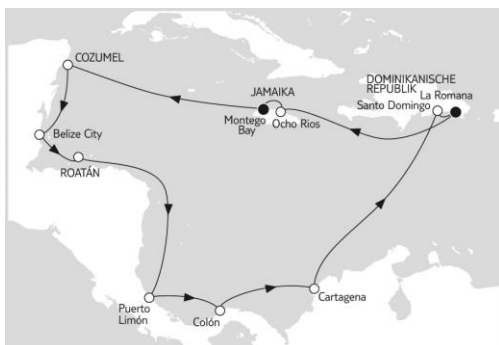 COZUMEL
JAMAIKA
DOMINIKANISCHE
REPUBLIK
La Romana
Santo Domingo
Montego
Bay
Ocho Rios
Belize City
ROATÁN
Puerto
Limón
Colón
Cartagena